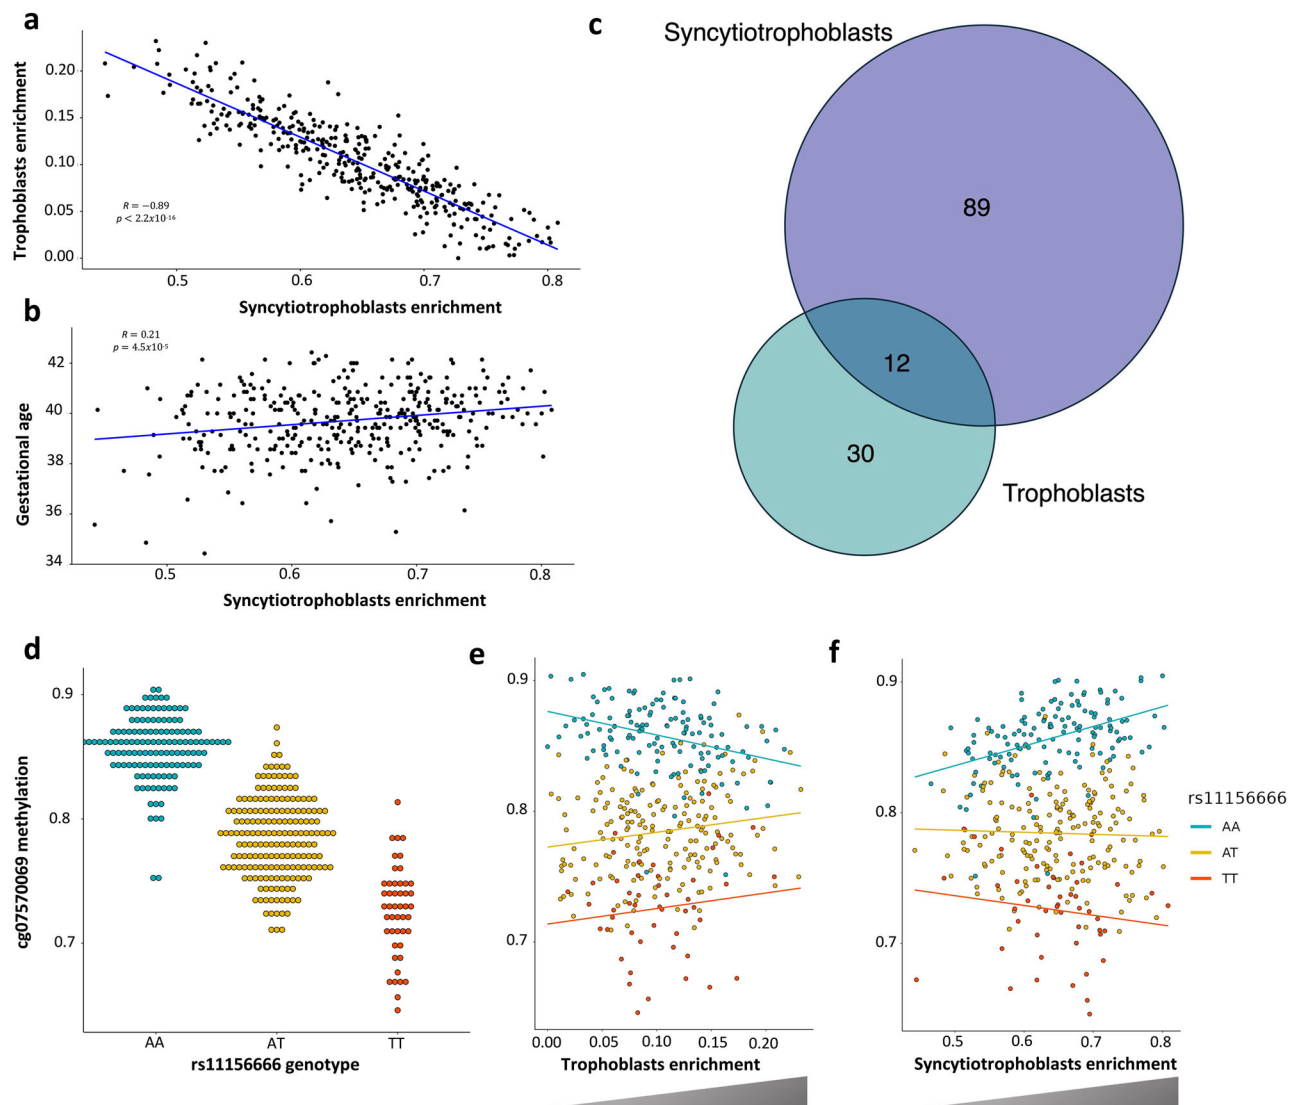 a
Trophoblasts enrichment
0.20
0.15
0.10
0.05
0.00
R = −0.89
p < 2.2x10-16
0.5 0.6 0.7 0.8
Syncytiotrophoblasts enrichment
b
Gestational age
42
40
38
36
34
R = 0.21
p = 4.5x10-5
0.5 0.6 0.7 0.8
Syncytiotrophoblasts enrichment
c
Syncytiotrophoblasts
89
12
30
Trophoblasts
d
cg07570069 methylation
0.9
0.8
0.7
AA AT TT
rs11156666 genotype
e
0.9
0.8
0.7
0.00 0.05 0.10 0.15 0.20
Trophoblasts enrichment
f
0.9
0.8
0.7
0.5 0.6 0.7 0.8
Syncytiotrophoblasts enrichment
rs11156666
AA
AT
TT